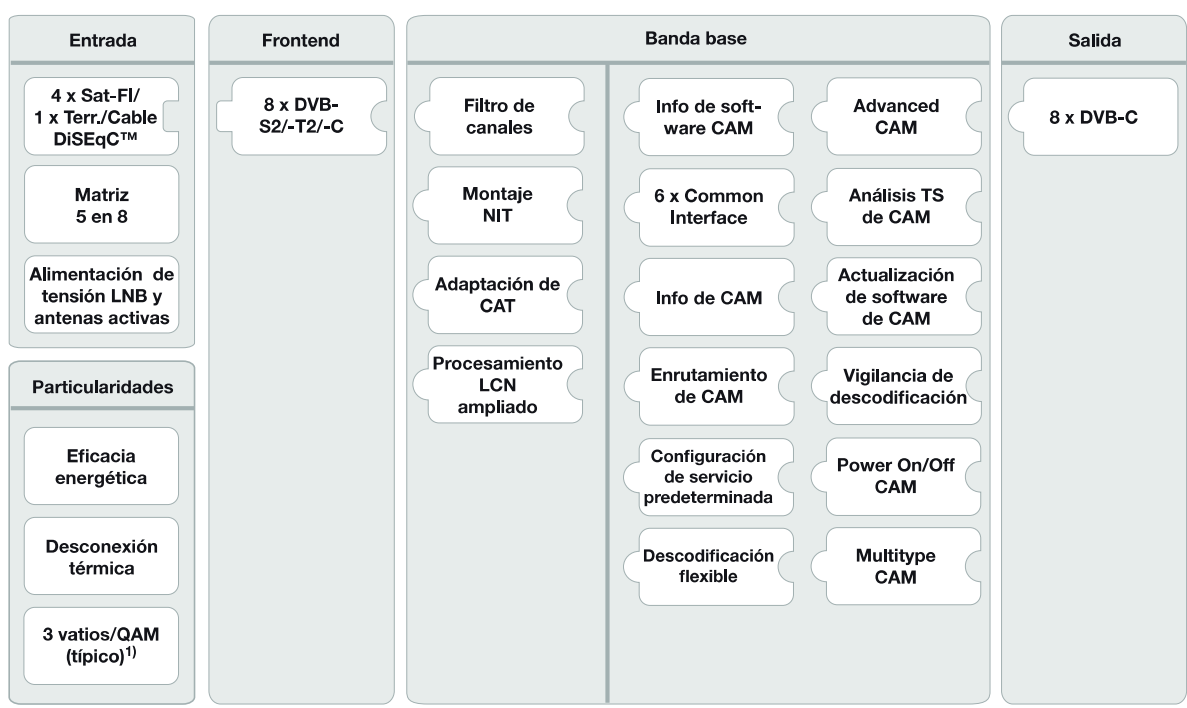 Entrada
4 x Sat-FI/
1 x Terr./Cable
DiSEqC™
Matriz
5 en 8
Alimentación de
tensión LNB y
antenas activas
Particularidades
Eficacia
energética
Desconexión
térmica
3 vatios/QAM
(típico)1)
Frontend
8 x DVB-
S2/-T2/-C
Banda base
Filtro de
canales
Montaje
NIT
Adaptación de
CAT
Procesamiento
LCN
ampliado
Info de soft-
ware CAM
6 x Common
Interface
Info de CAM
Enrutamiento
de CAM
Configuración
de servicio
predeterminada
Descodificación
flexible
Advanced
CAM
Análisis TS
de CAM
Actualización
de software
de CAM
Vigilancia de
descodificación
Power On/Off
CAM
Multitype
CAM
Salida
8 x DVB-C